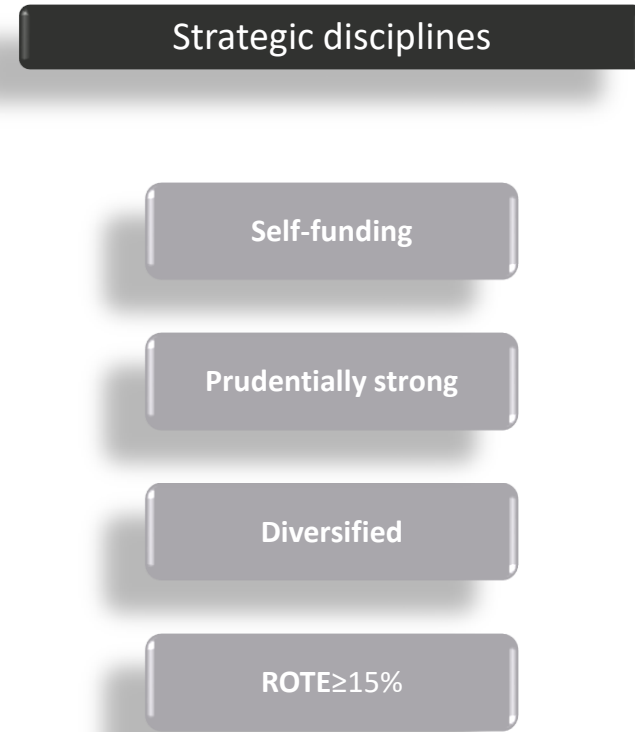 Strategic disciplines
Self-funding
Prudentially strong
Diversified
ROTE≥15%